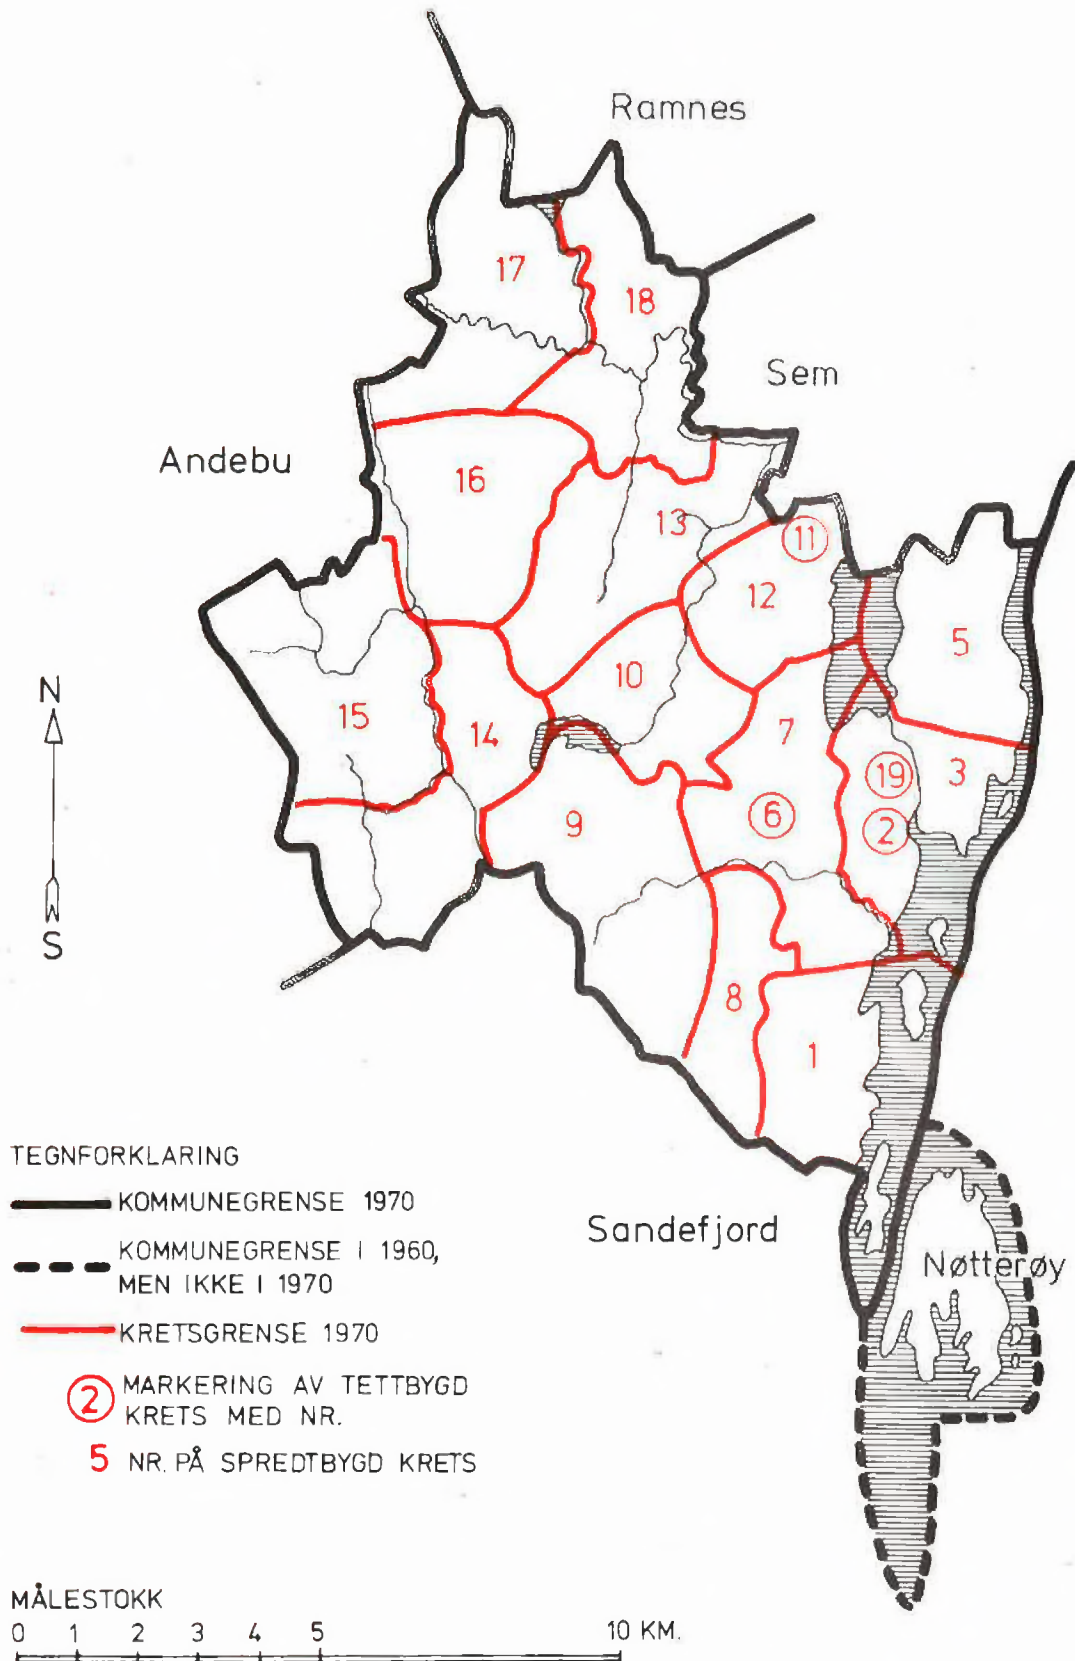 Ramnes
17
18
Sem
Andebu
16
13
11
12
5
N
10
15
14
7
3
19
9
6
2
S
8
1
TEGNFORKLARING
KOMMUNEGRENSE 1970
Sandefjord
KOMMUNEGRENSE I 1960,
MEN IKKE I 1970
Nøtterøy
KRETSGRENSE 1970
2 MARKERING AV TETTBYGD
KRETS MED NR.
5 NR. PÅ SPREDTBYGD KRETS
MÅLESTOKK
0 1 2 3 4 5 10 KM.